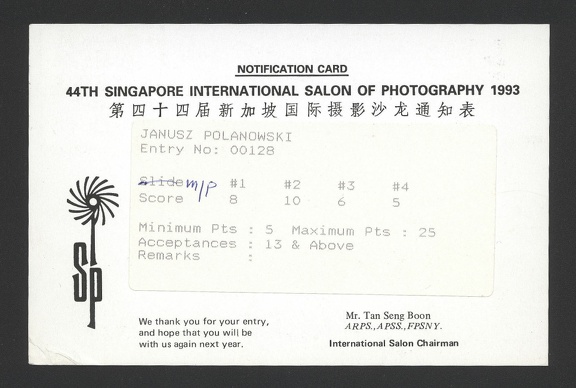 NOTIFICATION CARD
44TH SINGAPORE INTERNATIONAL SALON OF PHOTOGRAPHY 1993
第四十四届新加坡国际摄影沙龙通知表
JANUSZ POLANOWSKI
Entry No: 00128
Slide M/P #1 #2 #3 #4
Score 8 10 6 5
Minimum Pts : 5 Maximum Pts : 25
Acceptances : 13 & Above
Remarks :
Sip
We thank you for your entry,
and hope that you will be
with us again next year.
Mr. Tan Seng Boon
ARPS., APSS., FPSNY.
International Salon Chairman